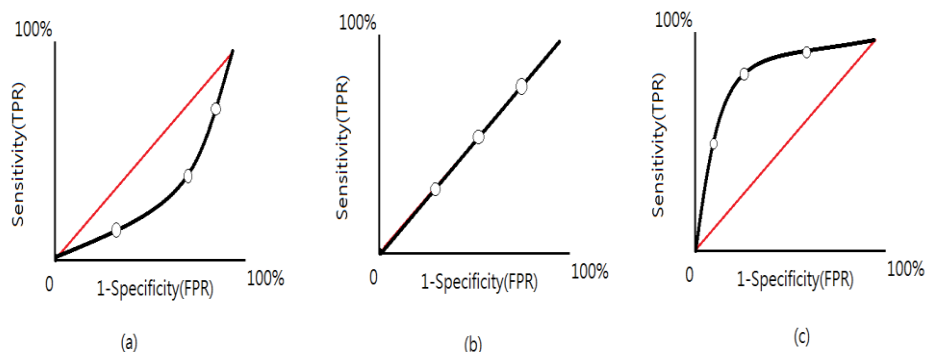 100%
Sensitivity(TPR)
0
1-Specificity(FPR)
100%
(a)
100%
Sensitivity(TPR)
0
1-Specificity(FPR)
100%
(b)
100%
Sensitivity(TPR)
0
1-Specificity(FPR)
100%
(c)